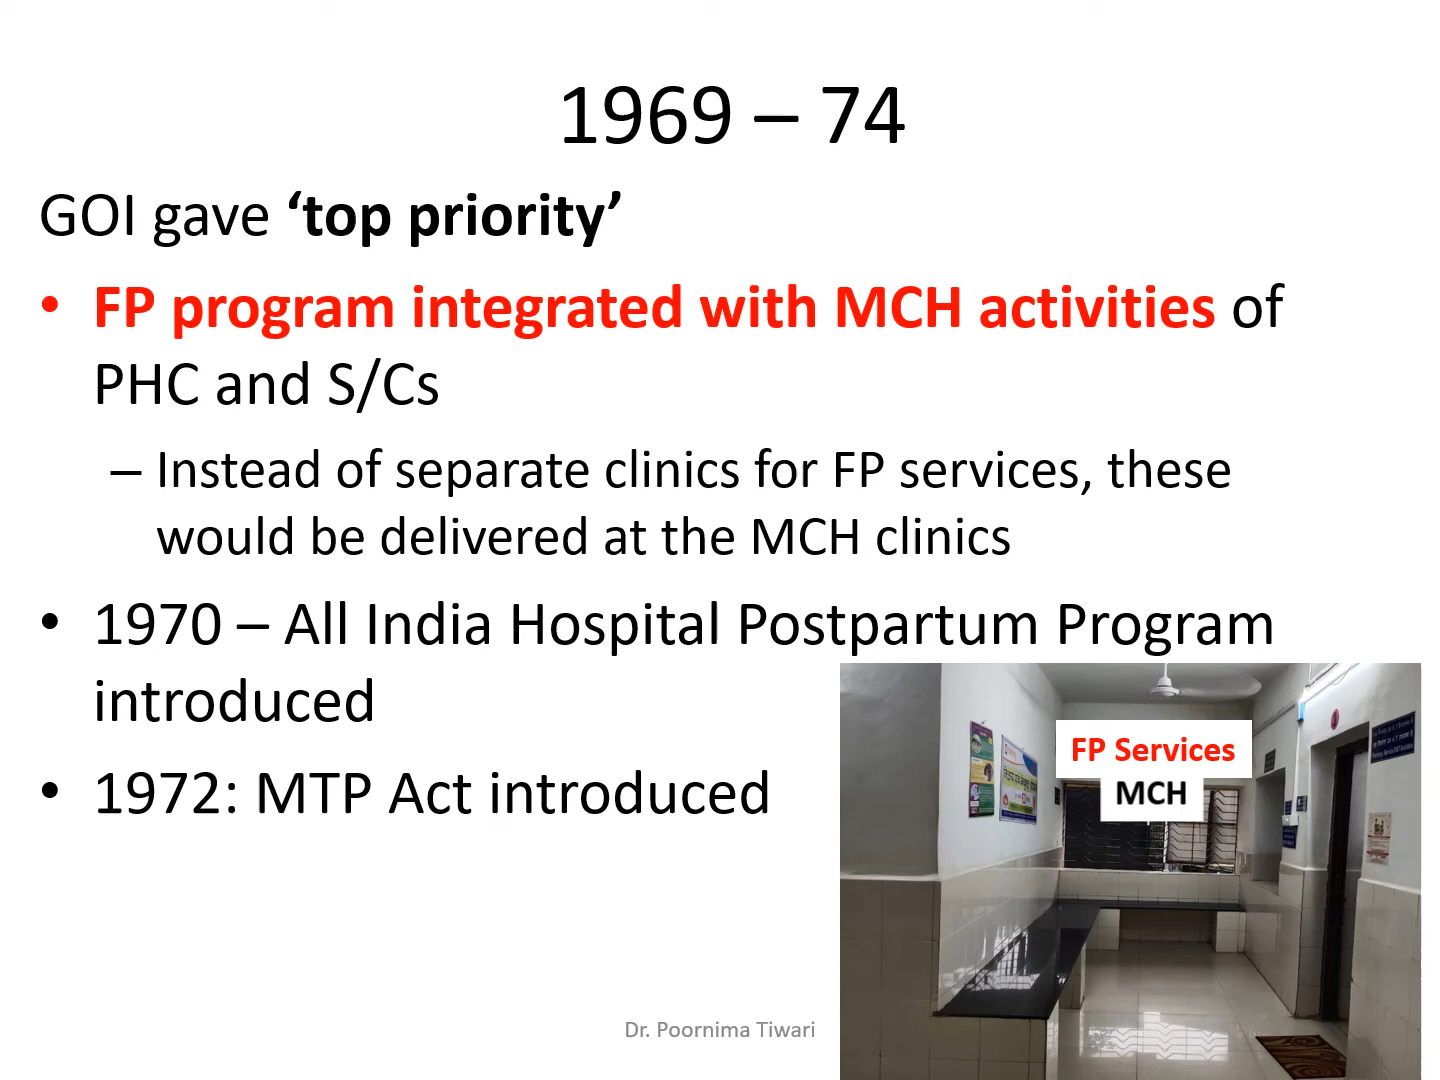 1969 – 74
GOI gave ‘top priority’
• FP program integrated with MCH activities of
PHC and S/Cs
– Instead of separate clinics for FP services, these
would be delivered at the MCH clinics
• 1970 – All India Hospital Postpartum Program
introduced
• 1972: MTP Act introduced
FP Services
MCH
Dr. Poornima Tiwari